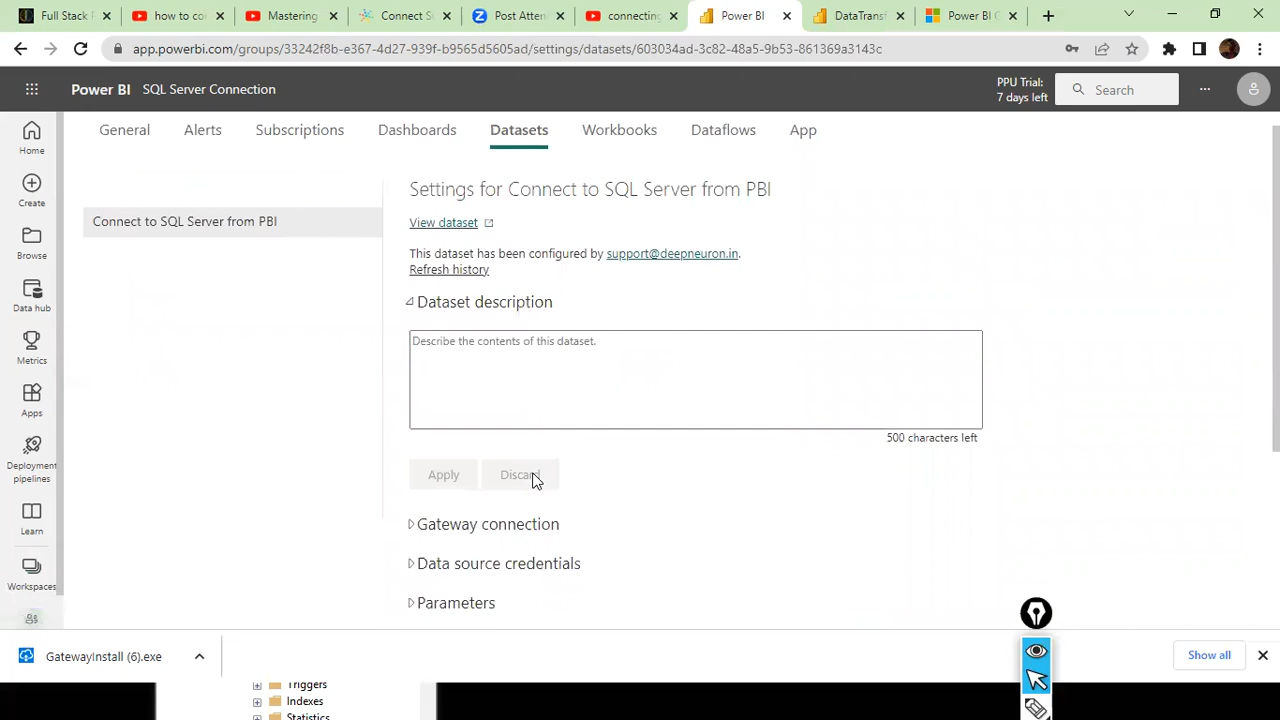 Full Stack
how to co
Mastering
Connect S
Post Atten
connecting
Power BI
DataTransf
Power BI C
app.powerbi.com/groups/33242f8b-e367-4d27-939f-b9565d5605ad/settings/datasets/603034ad-3c82-48a5-9b53-861369a3143c
Power BI SQL Server Connection
PPU Trial:
7 days left
Search
General Alerts Subscriptions Dashboards Datasets Workbooks Dataflows App
Home
Create
Browse
Data hub
Metrics
Apps
Deployment
pipelines
Learn
Workspaces
Connect to SQL Server from PBI
Settings for Connect to SQL Server from PBI
View dataset
This dataset has been configured by support@deepneuron.in.
Refresh history
Dataset description
Describe the contents of this dataset.
500 characters left
Apply Discard
Gateway connection
Data source credentials
Parameters
GatewayInstall (6).exe
Show all
Triggers
Indexes
Statistics